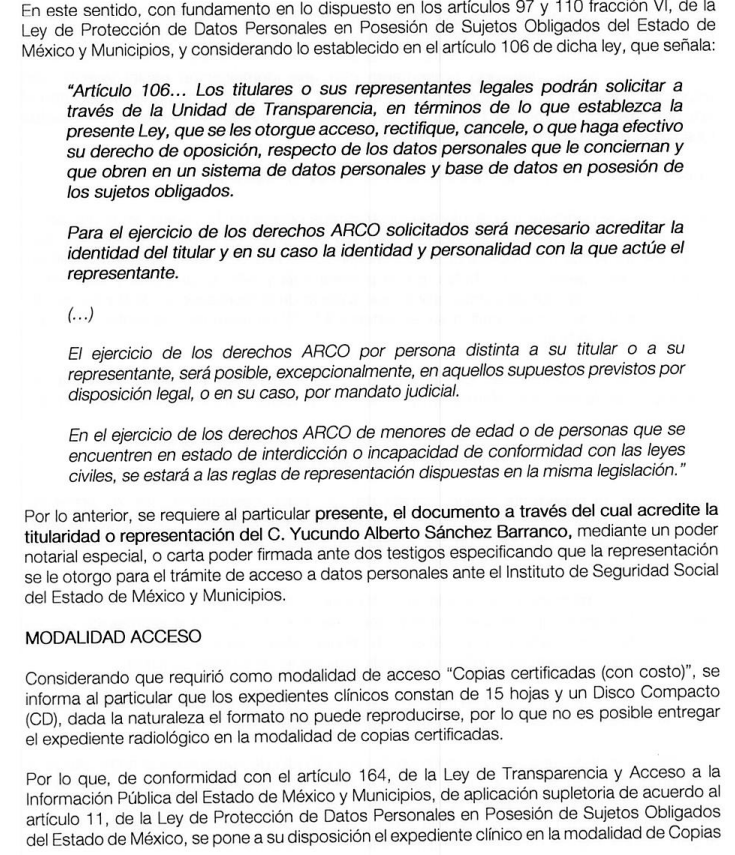 En este sentido, con fundamento en lo dispuesto en los artículos 97 y 110 fracción VI, de la
Ley de Protección de Datos Personales en Posesión de Sujetos Obligados del Estado de
México y Municipios, y considerando lo establecido en el artículo 106 de dicha ley, que señala:
“Artículo 106... Los titulares o sus representantes legales podrán solicitar a
través de la Unidad de Transparencia, en términos de lo que establezca la
presente Ley, que se les otorgue acceso, rectifique, cancele, o que haga efectivo
su derecho de oposición, respecto de los datos personales que le conciernan y
que obren en un sistema de datos personales y base de datos en posesión de
los sujetos obligados.
Para el ejercicio de los derechos ARCO solicitados será necesario acreditar la
identidad del titular y en su caso la identidad y personalidad con la que actúe el
representante.
(...)
El ejercicio de los derechos ARCO por persona distinta a su titular o a su
representante, será posible, excepcionalmente, en aquellos supuestos previstos por
disposición legal, o en su caso, por mandato judicial.
En el ejercicio de los derechos ARCO de menores de edad o de personas que se
encuentren en estado de interdicción o incapacidad de conformidad con las leyes
civiles, se estará a las reglas de representación dispuestas en la misma legislación.”
Por lo anterior, se requiere al particular presente, el documento a través del cual acredite la
titularidad o representación del C. Yucundo Alberto Sánchez Barranco, mediante un poder
notarial especial, o carta poder firmada ante dos testigos especificando que la representación
se le otorgo para el trámite de acceso a datos personales ante el Instituto de Seguridad Social
del Estado de México y Municipios.
MODALIDAD ACCESO
Considerando que requirió como modalidad de acceso “Copias certificadas (con costo)”, se
informa al particular que los expedientes clínicos constan de 15 hojas y un Disco Compacto
(CD), dada la naturaleza el formato no puede reproducirse, por lo que no es posible entregar
el expediente radiológico en la modalidad de copias certificadas.
Por lo que, de conformidad con el artículo 164, de la Ley de Transparencia y Acceso a la
Información Pública del Estado de México y Municipios, de aplicación supletoria de acuerdo al
artículo 11, de la Ley de Protección de Datos Personales en Posesión de Sujetos Obligados
del Estado de México, se pone a su disposición el expediente clínico en la modalidad de Copias